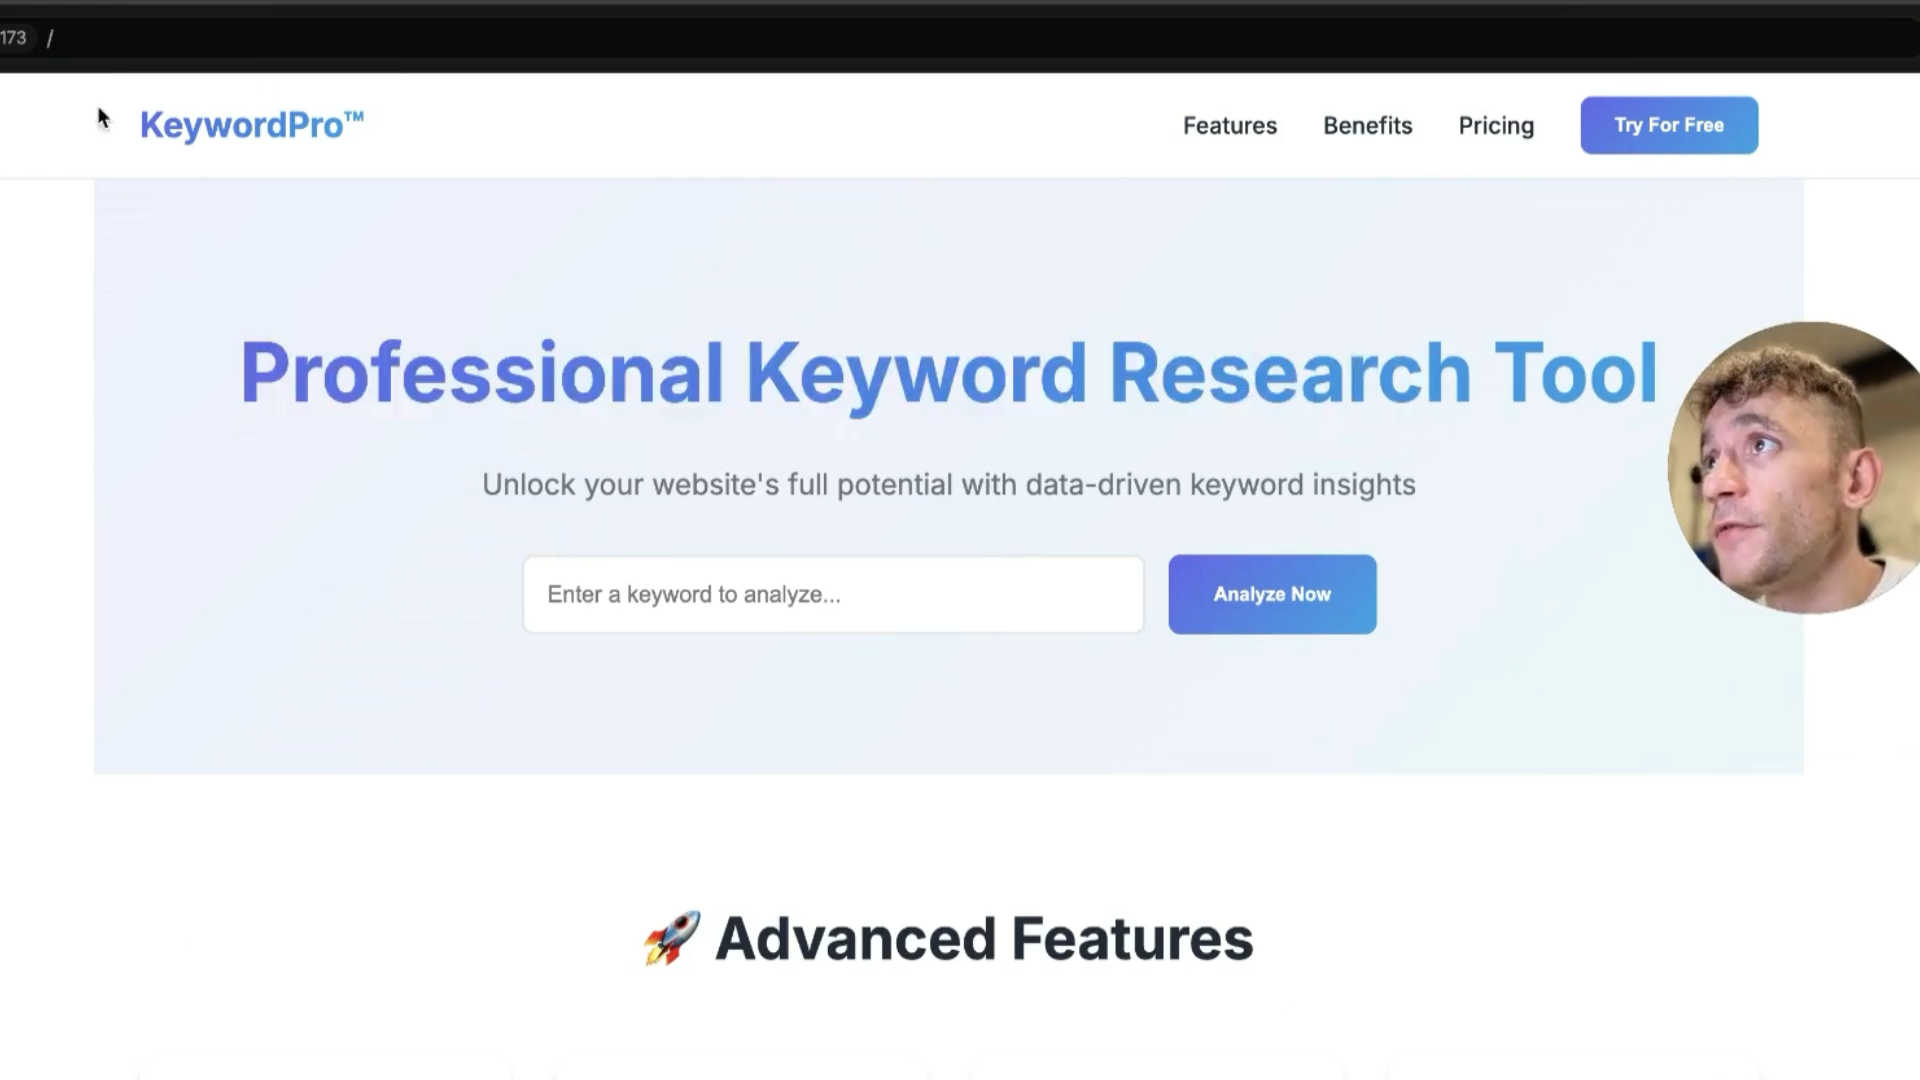 173 /
KeywordPro™
Features
Benefits
Pricing
Try For Free
Professional Keyword Research Tool
Unlock your website's full potential with data-driven keyword insights
Enter a keyword to analyze...
Analyze Now
🚀 Advanced Features